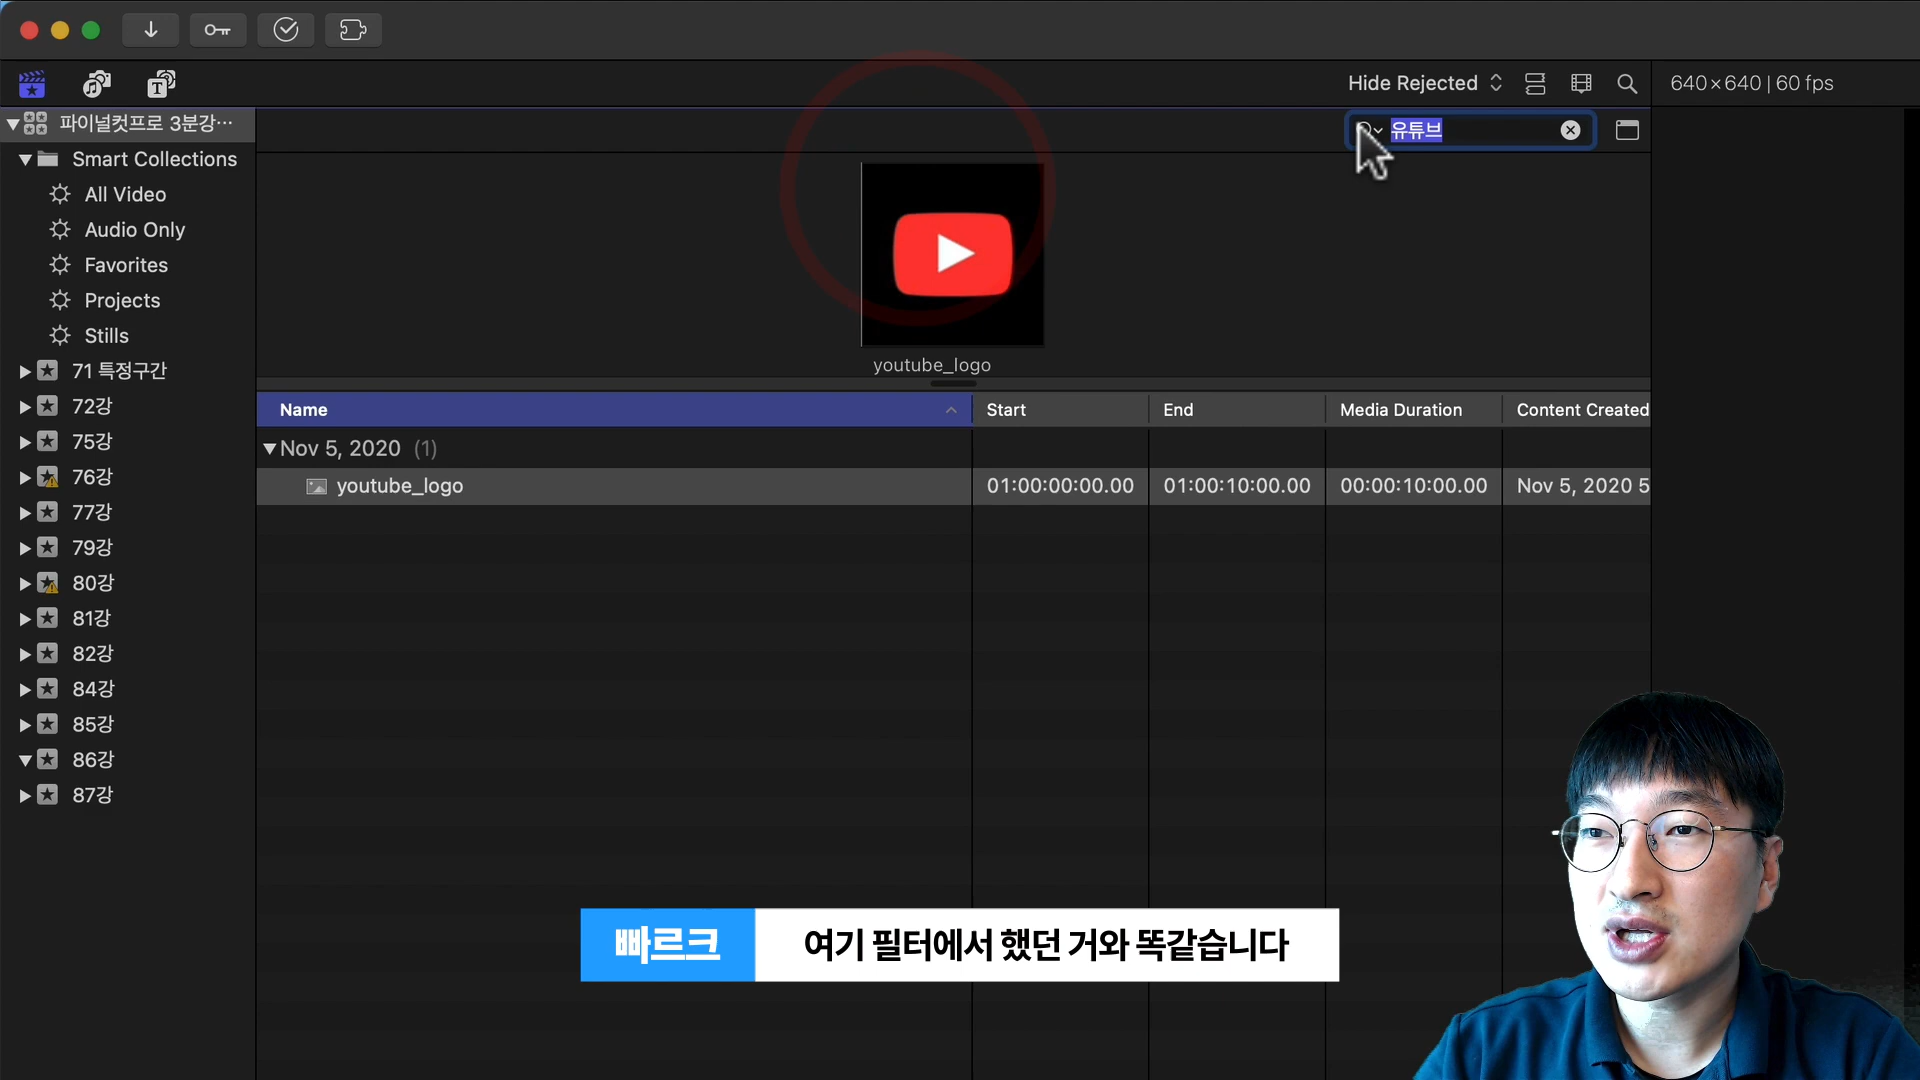 Hide Rejected
640×640 | 60 fps
파이널컷프로 3분강…
유튜브
Smart Collections
All Video
Audio Only
Favorites
Projects
Stills
71 특정구간
72강
75강
76강
77강
79강
80강
81강
82강
84강
85강
86강
87강
youtube_logo
Name Start End Media Duration Content Created
Nov 5, 2020 (1)
youtube_logo 01:00:00:00.00 01:00:10:00.00 00:00:10:00.00 Nov 5, 2020 5
빠르크 여기 필터에서 했던 거와 똑같습니다